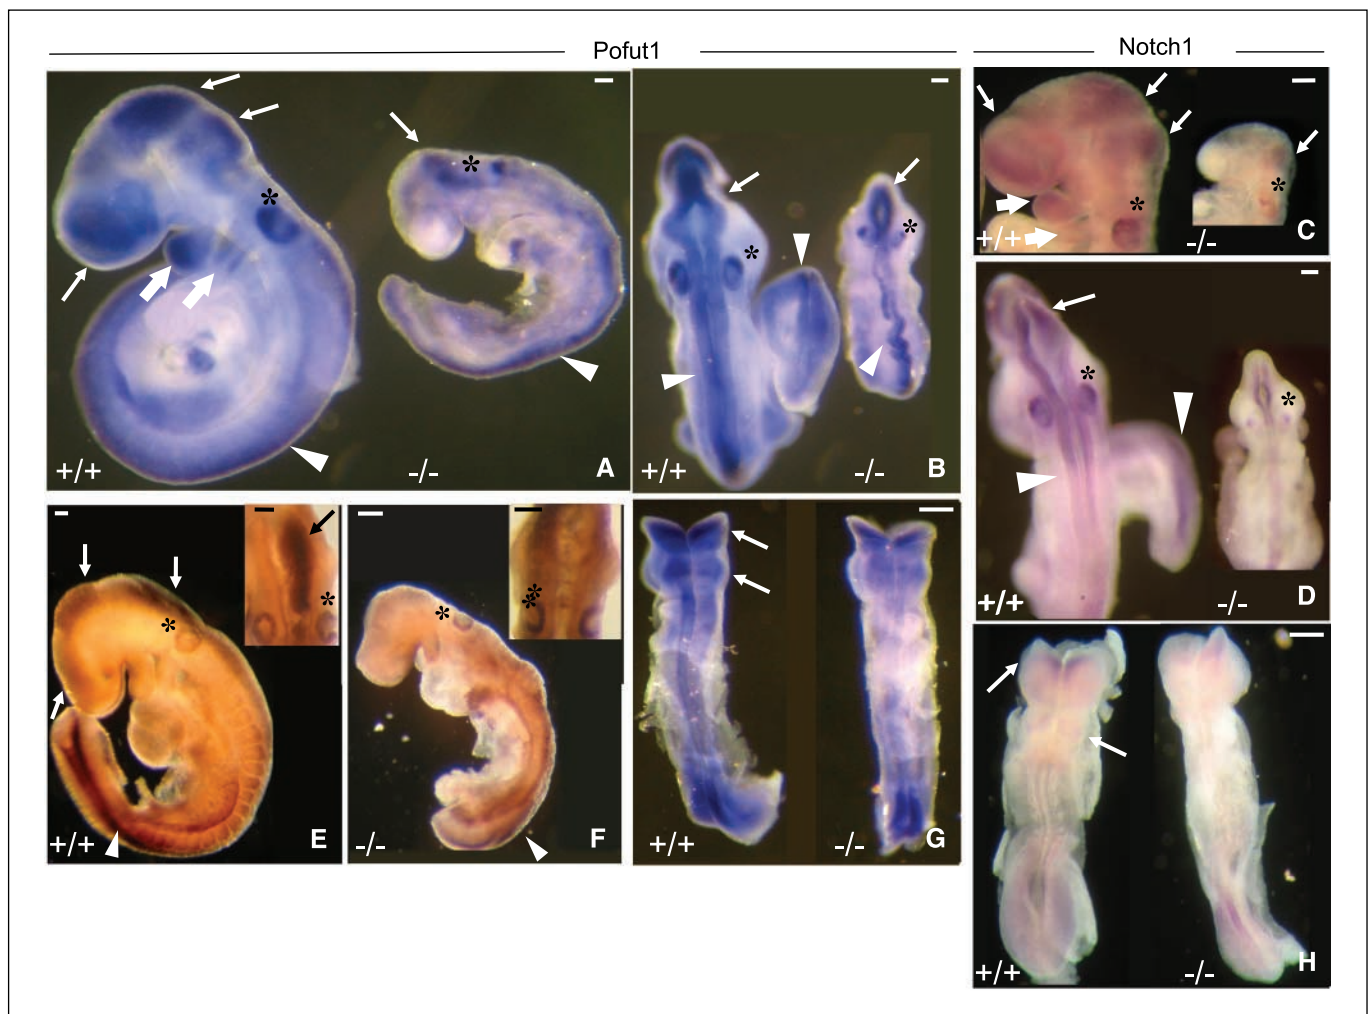 Pofut1 Notch1
* * +/+ -/- A
* * +/+ -/- B
* * +/+ -/- C
* * +/+ -/- D
* * +/+ E
* ** -/- F
+/+ -/- G
+/+ -/- H